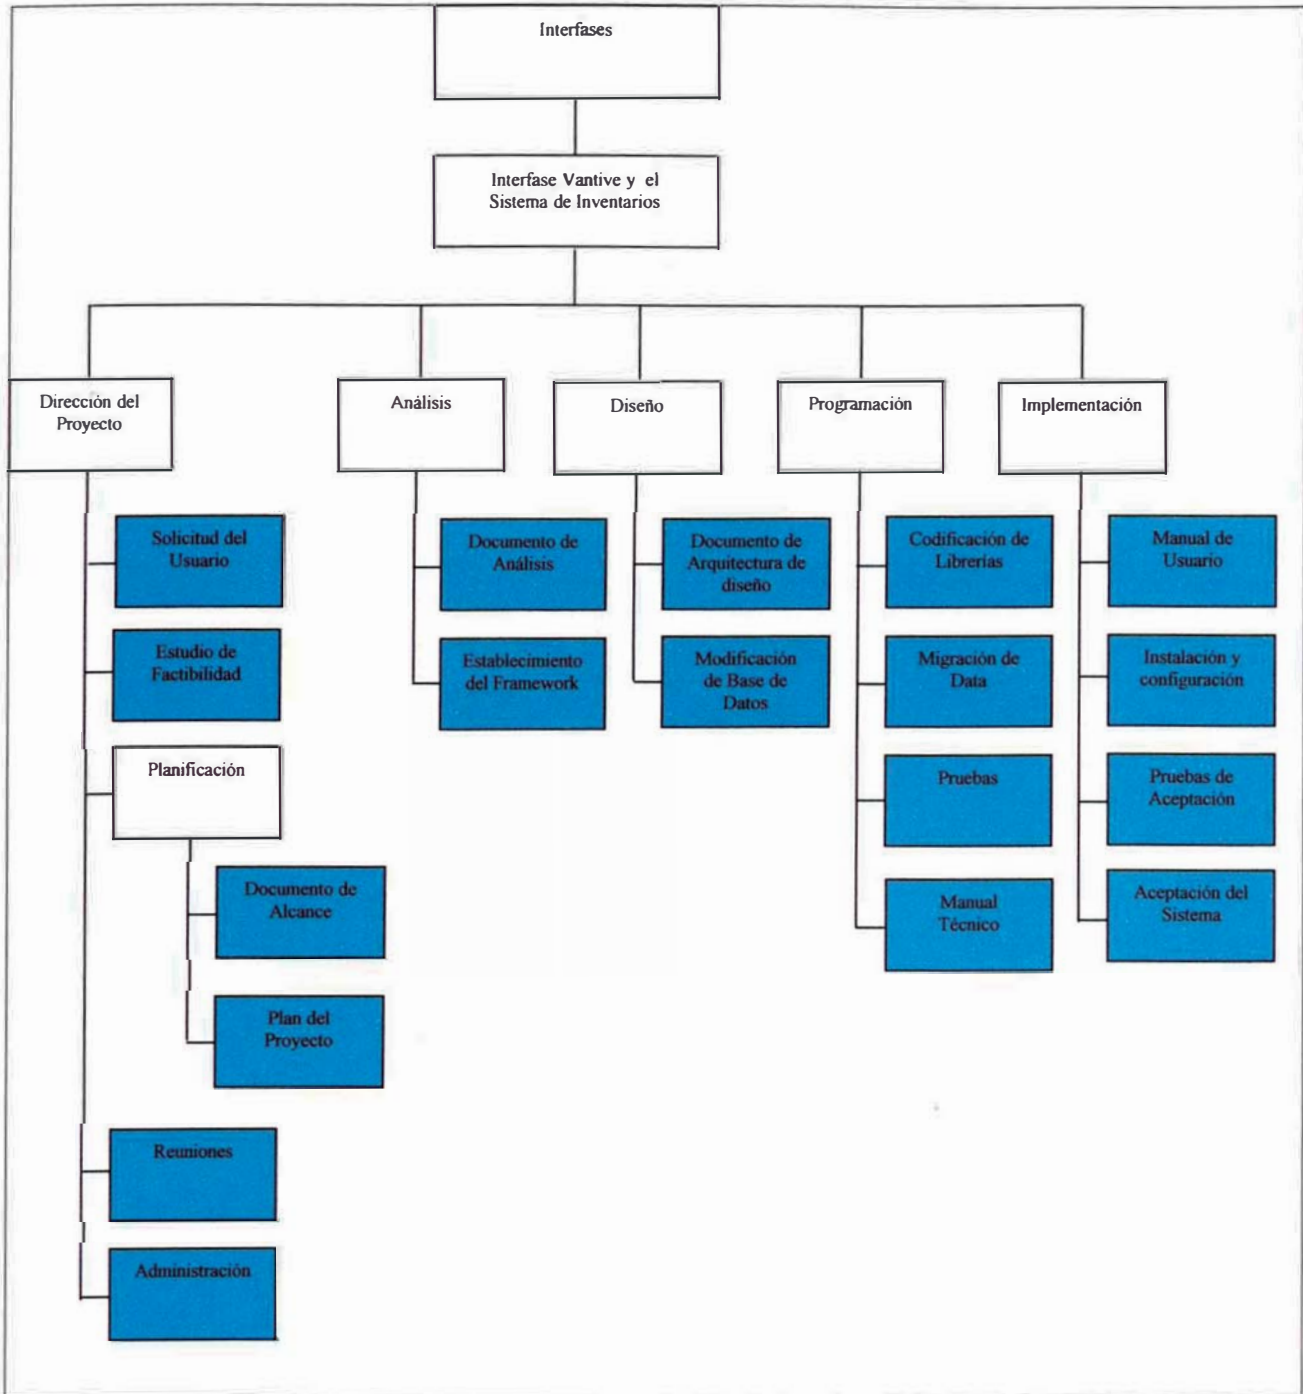 Interfases
Interfase Vantive y el
Sistema de Inventarios
Dirección del
Proyecto
Análisis
Diseño
Programación
Implementación
Solicitud del
Usuario
Estudio de
Factibilidad
Planificación
Documento de
Alcance
Plan del
Proyecto
Reuniones
Administración
Documento de
Análisis
Establecimiento
del Framework
Documento de
Arquitectura de
diseño
Modificación
de Base de
Datos
Codificación de
Librerías
Migración de
Data
Pruebas
Manual
Técnico
Manual de
Usuario
Instalación y
configuración
Pruebas de
Aceptación
Aceptación del
Sistema